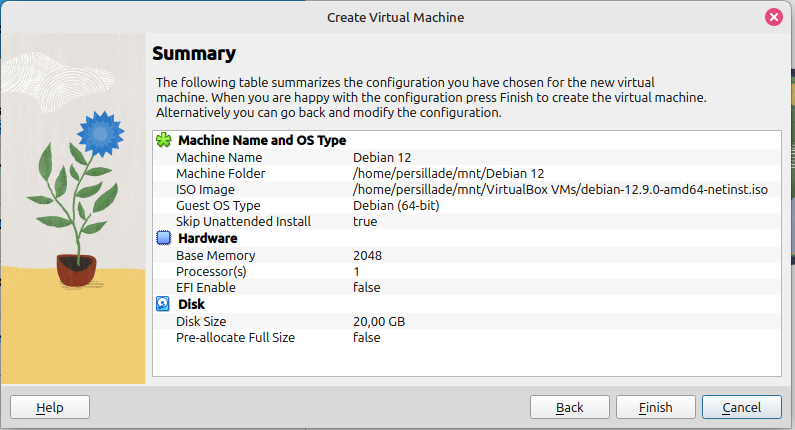 Create Virtual Machine
Summary
The following table summarizes the configuration you have chosen for the new virtual
machine. When you are happy with the configuration press Finish to create the virtual machine.
Alternatively you can go back and modify the configuration.
Machine Name and OS Type
Machine Name Debian 12
Machine Folder /home/persillade/mnt/Debian 12
ISO Image /home/persillade/mnt/VirtualBox VMs/debian-12.9.0-amd64-netinst.iso
Guest OS Type Debian (64-bit)
Skip Unattended Install true
Hardware
Base Memory 2048
Processor(s) 1
EFI Enable false
Disk
Disk Size 20,00 GB
Pre-allocate Full Size false
Help Back Finish Cancel